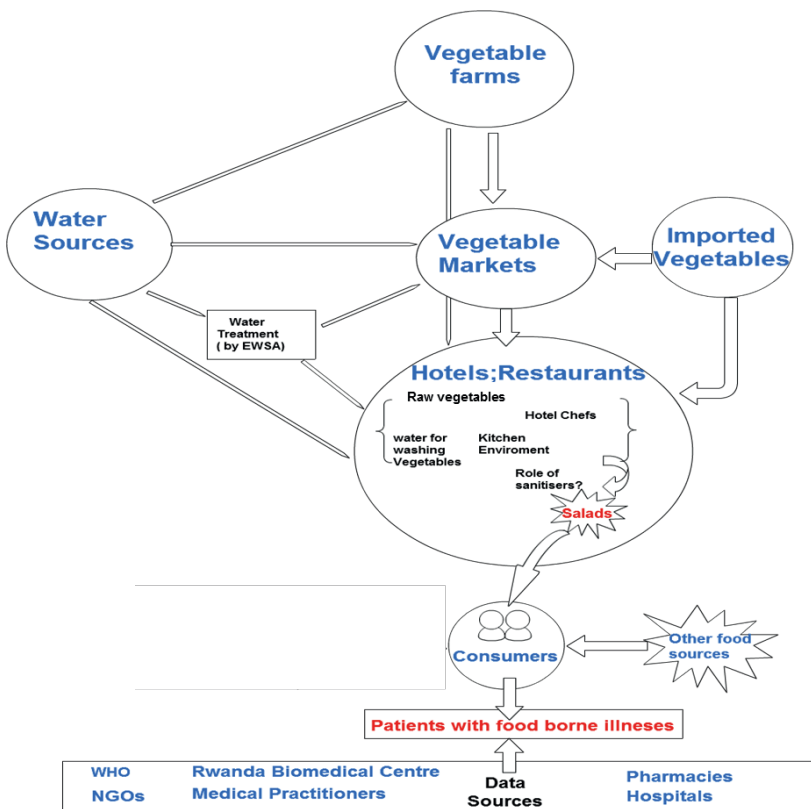 Vegetable
farms
Water
Sources
Vegetable
Markets
Imported
Vegetables
Water
Treatment
( by EWSA)
Hotels;Restaurants
Raw vegetables
Hotel Chefs
water for
washing
Vegetables
Kitchen
Enviroment
Role of
sanitisers?
Salads
Consumers
Other food
sources
Patients with food borne illneses
WHO
Rwanda Biomedical Centre
NGOs
Medical Practitioners
Data
Sources
Pharmacies
Hospitals